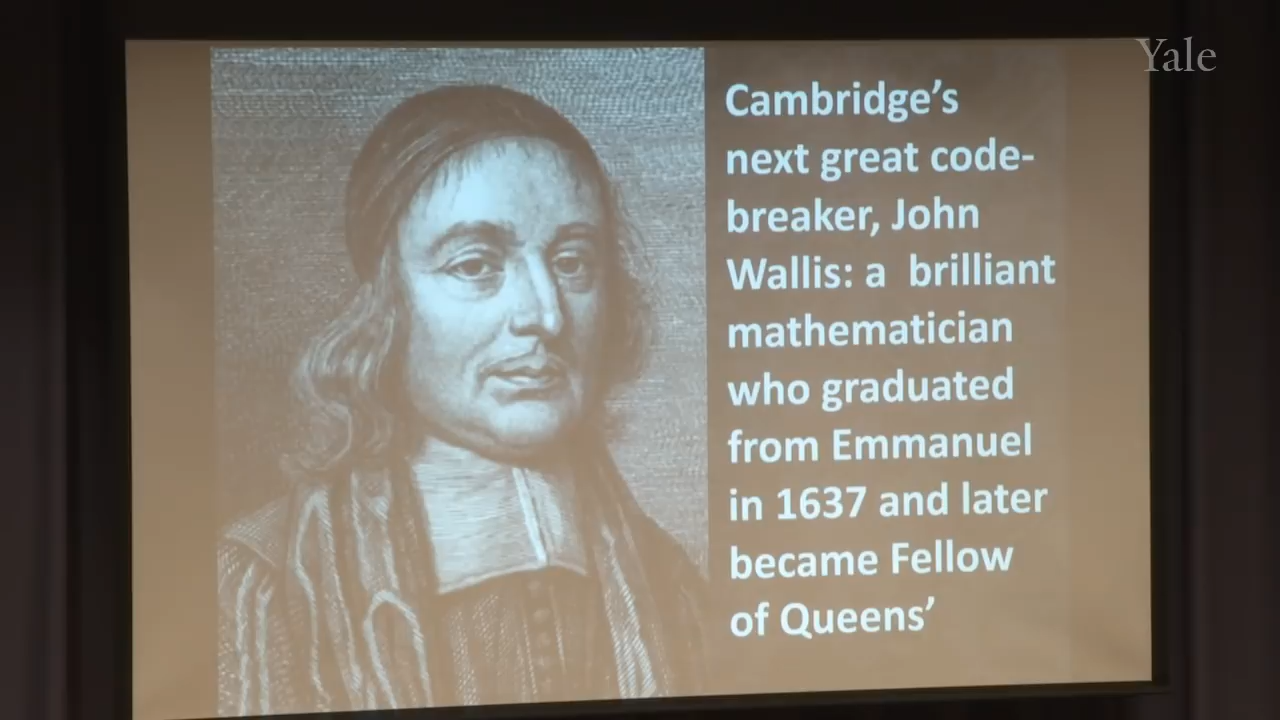 Yale
Cambridge's
next great code-
breaker, John
Wallis: a brilliant
mathematician
who graduated
from Emmanuel
in 1637 and later
became Fellow
of Queens'